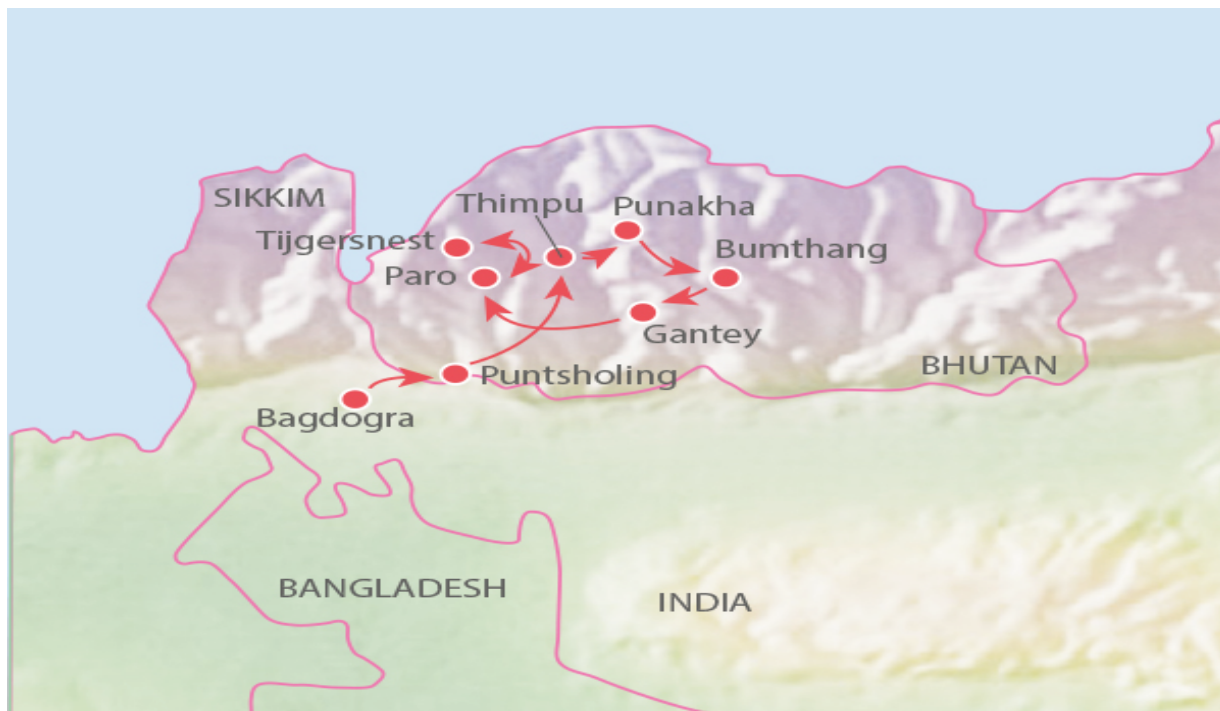 SIKKIM
Thimpu
Punakha
Tijgersnest
Bumthang
Paro
Gantey
BHUTAN
Puntsholing
Bagdogra
BANGLADESH
INDIA